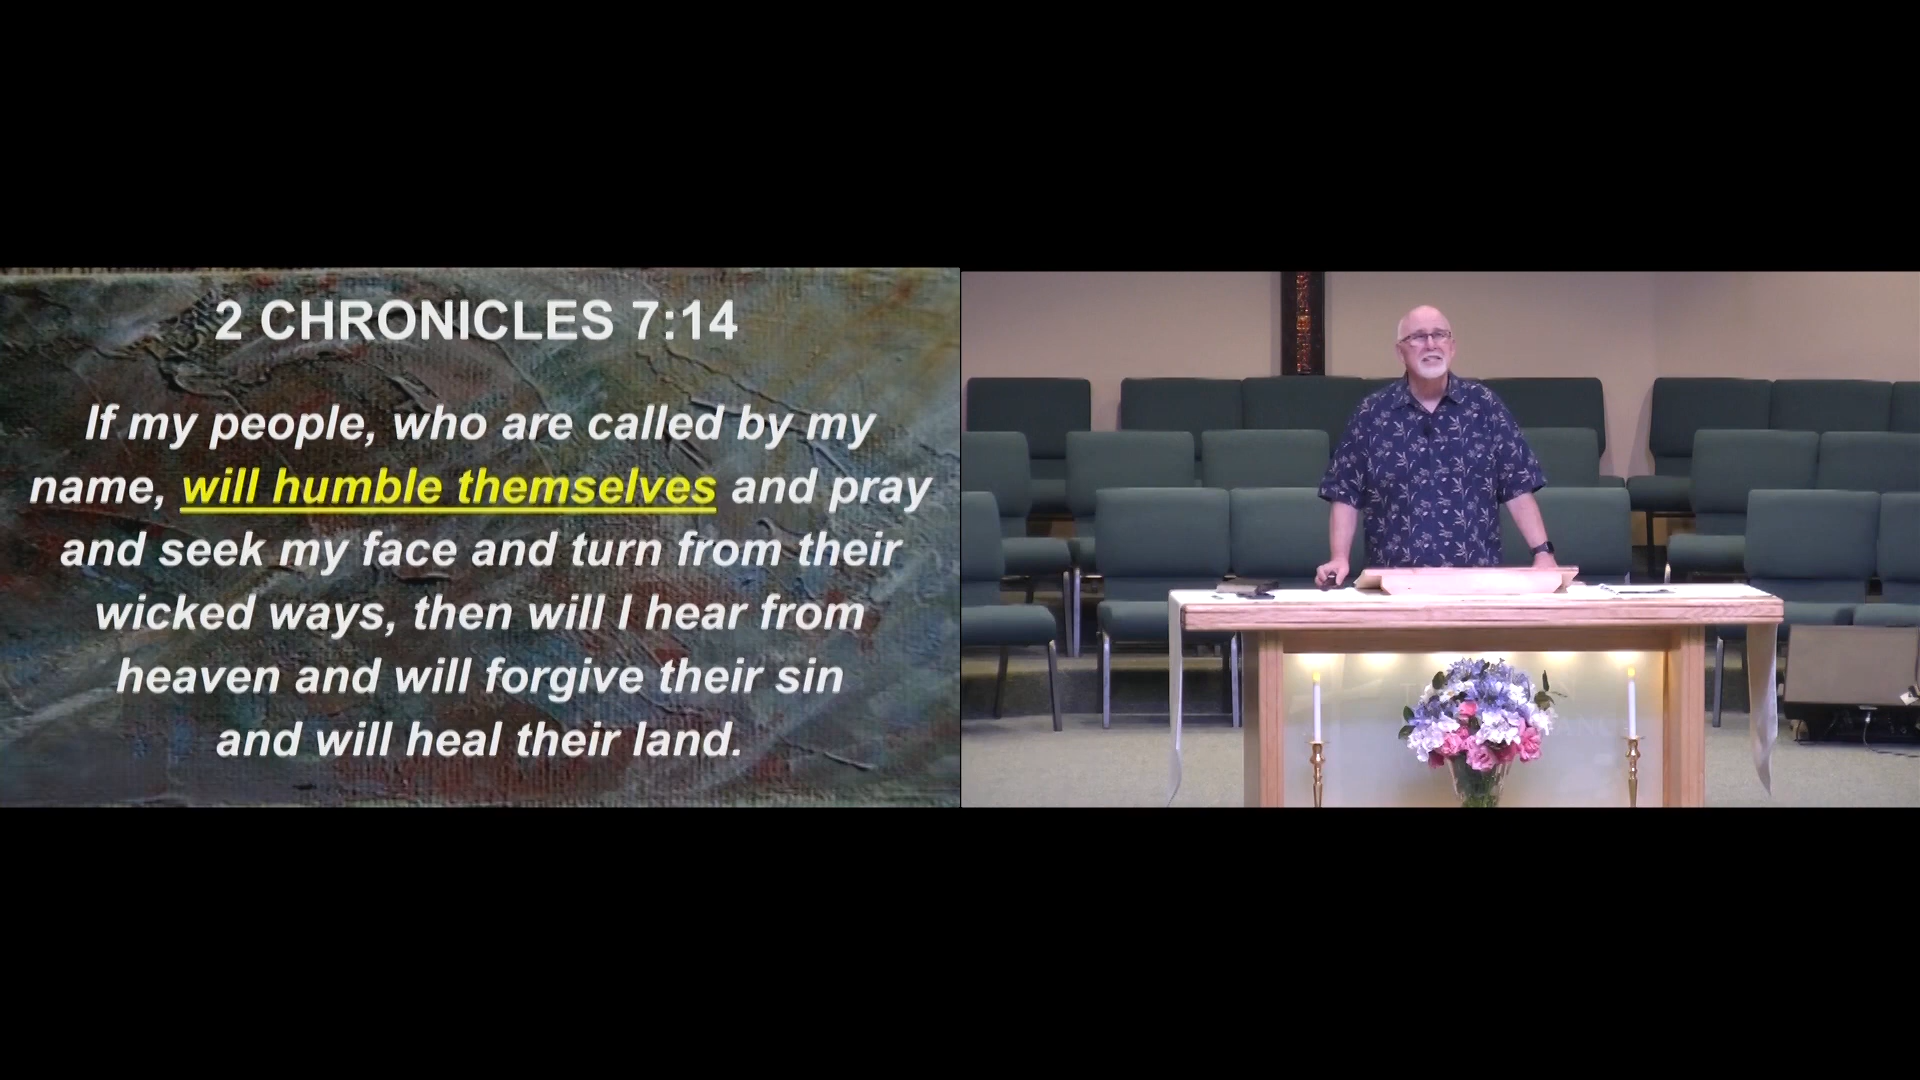 2 CHRONICLES 7:14
If my people, who are called by my
name, will humble themselves and pray
and seek my face and turn from their
wicked ways, then will I hear from
heaven and will forgive their sin
and will heal their land.